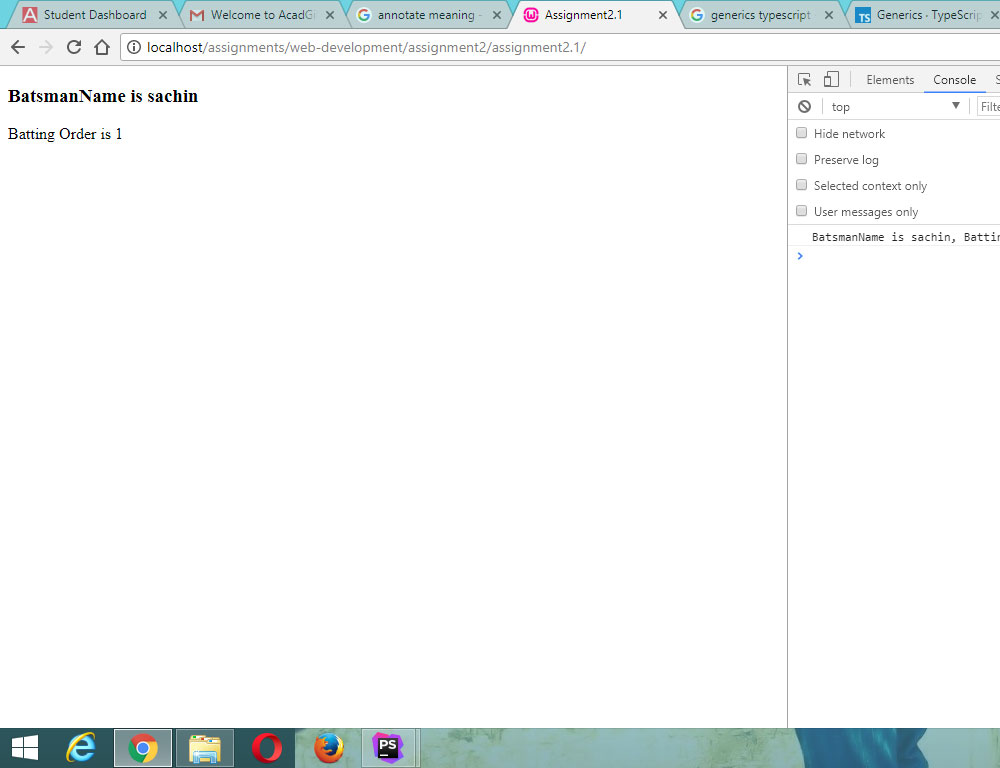 Student Dashboard
Welcome to AcadGi
annotate meaning -
Assignment2.1
generics typescript
Generics · TypeScrip
localhost/assignments/web-development/assignment2/assignment2.1/
BatsmanName is sachin
Batting Order is 1
Elements Console S
top Filte
Hide network
Preserve log
Selected context only
User messages only
BatsmanName is sachin, Battin
PS